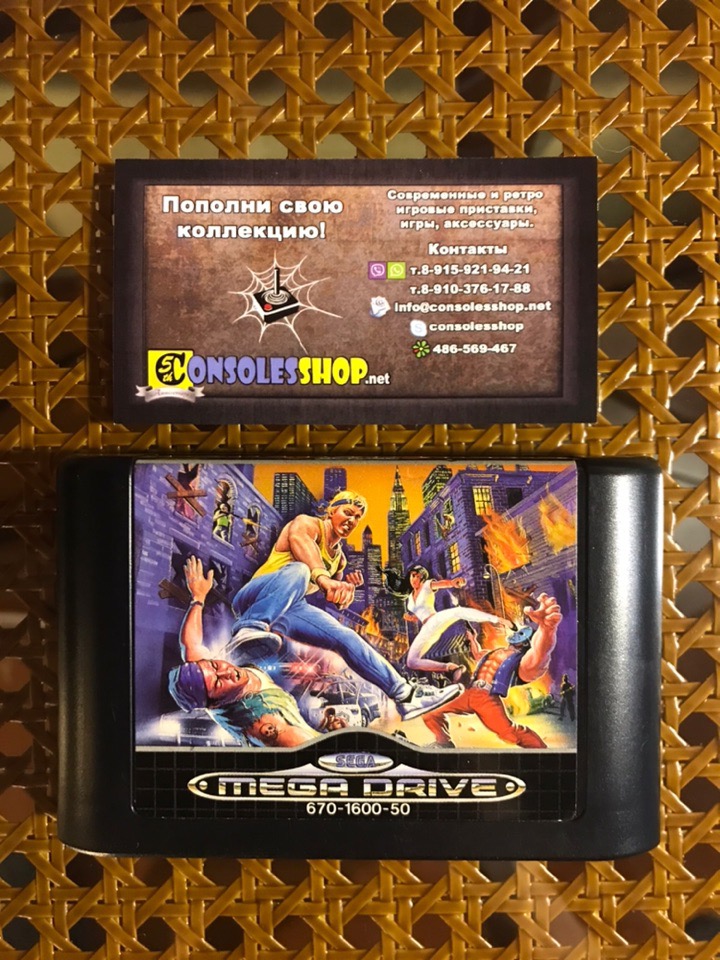 Пополни свою
коллекцию!
Современные и ретро
игровые приставки,
игры, аксессуары.
Контакты
т.8-915-921-94-21
т.8-910-376-17-88
info@consolesshop.net
consolesshop
486-569-467
CONSOLESSHOP.net
SEGA
MEGA DRIVE
670-1600-50